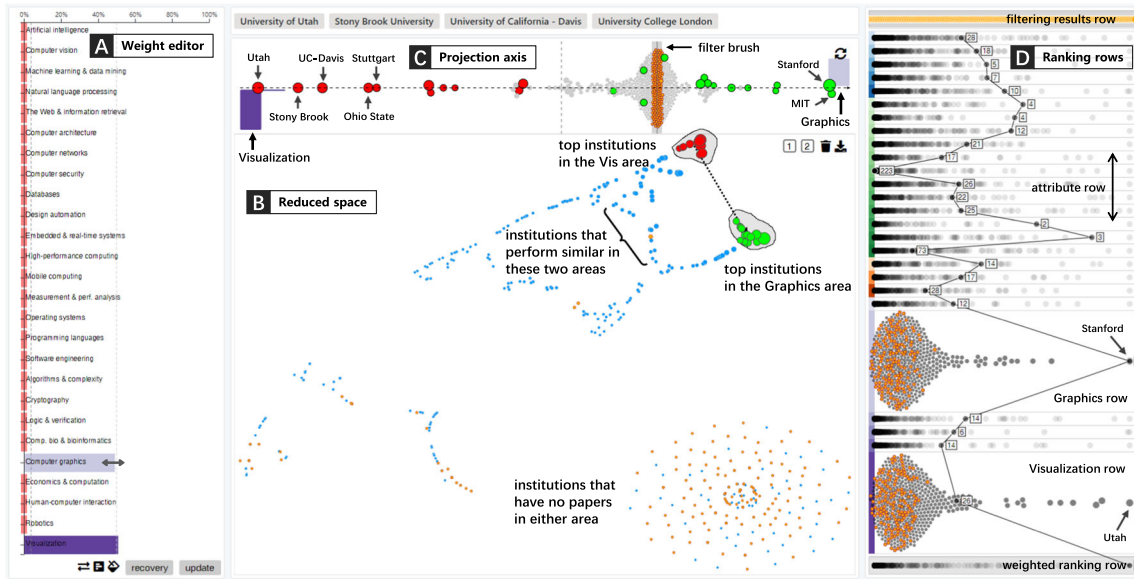 0% 20% 40% 60% 80% 100%
A Weight editor
Artificial intelligence
Computer vision
Machine learning & data mining
Natural language processing
The Web & information retrieval
Computer architecture
Computer networks
Computer security
Databases
Design automation
Embedded & real-time systems
High-performance computing
Mobile computing
Measurement & perf. analysis
Operating systems
Programming languages
Software engineering
Algorithms & complexity
Cryptography
Logic & verification
Comp. bio & bioinformatics
Computer graphics
Economics & computation
Human-computer interaction
Robotics
Visualization
recovery update
University of Utah Stony Brook University University of California - Davis University College London
C Projection axis
filter brush
Utah UC-Davis Stuttgart
Stony Brook Ohio State
Visualization
Stanford
MIT
Graphics
1 2
B Reduced space
top institutions
in the Vis area
institutions that
perform similar in
these two areas
top institutions
in the Graphics area
institutions that
have no papers
in either area
filtering results row
D Ranking rows
28
18
5
7
10
4
4
12
21
17
223
26
22
25
2
3
73
14
17
28
12
attribute row
Stanford
Graphics row
14
6
14
Visualization row
26
Utah
weighted ranking row